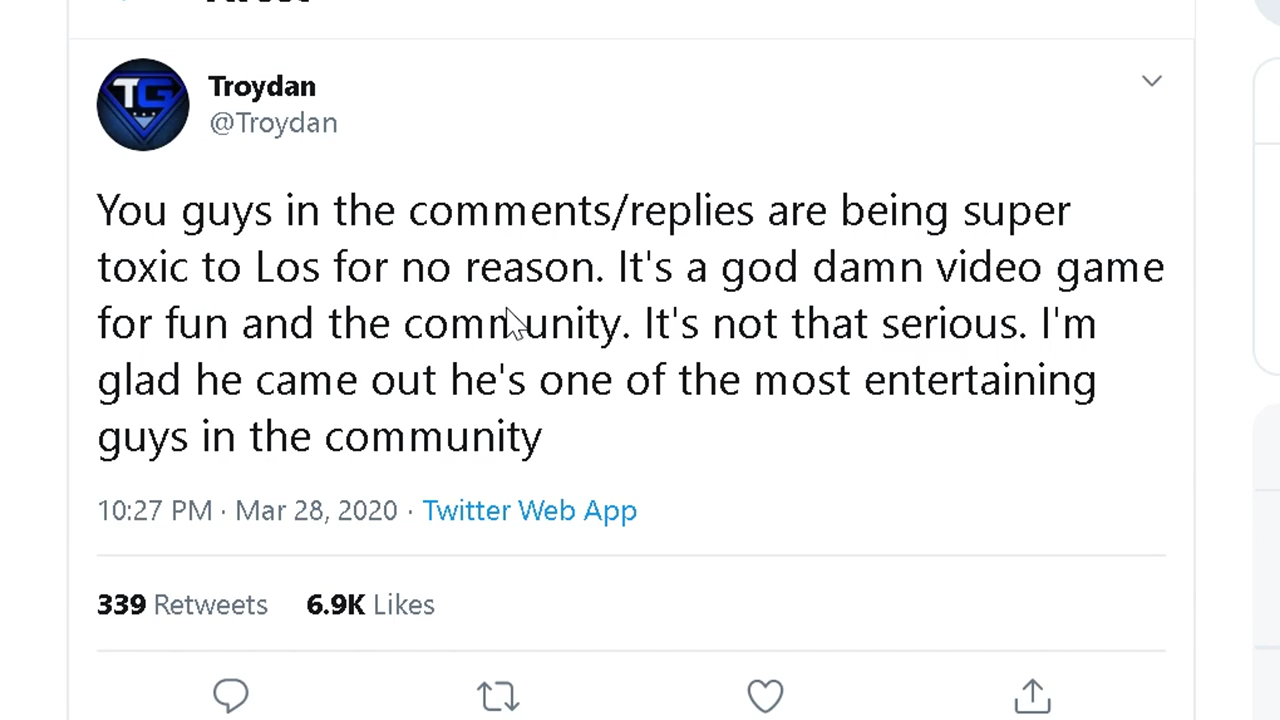 TG
Troydan
@Troydan
You guys in the comments/replies are being super
toxic to Los for no reason. It's a god damn video game
for fun and the community. It's not that serious. I'm
glad he came out he's one of the most entertaining
guys in the community
10:27 PM · Mar 28, 2020 · Twitter Web App
339 Retweets 6.9K Likes